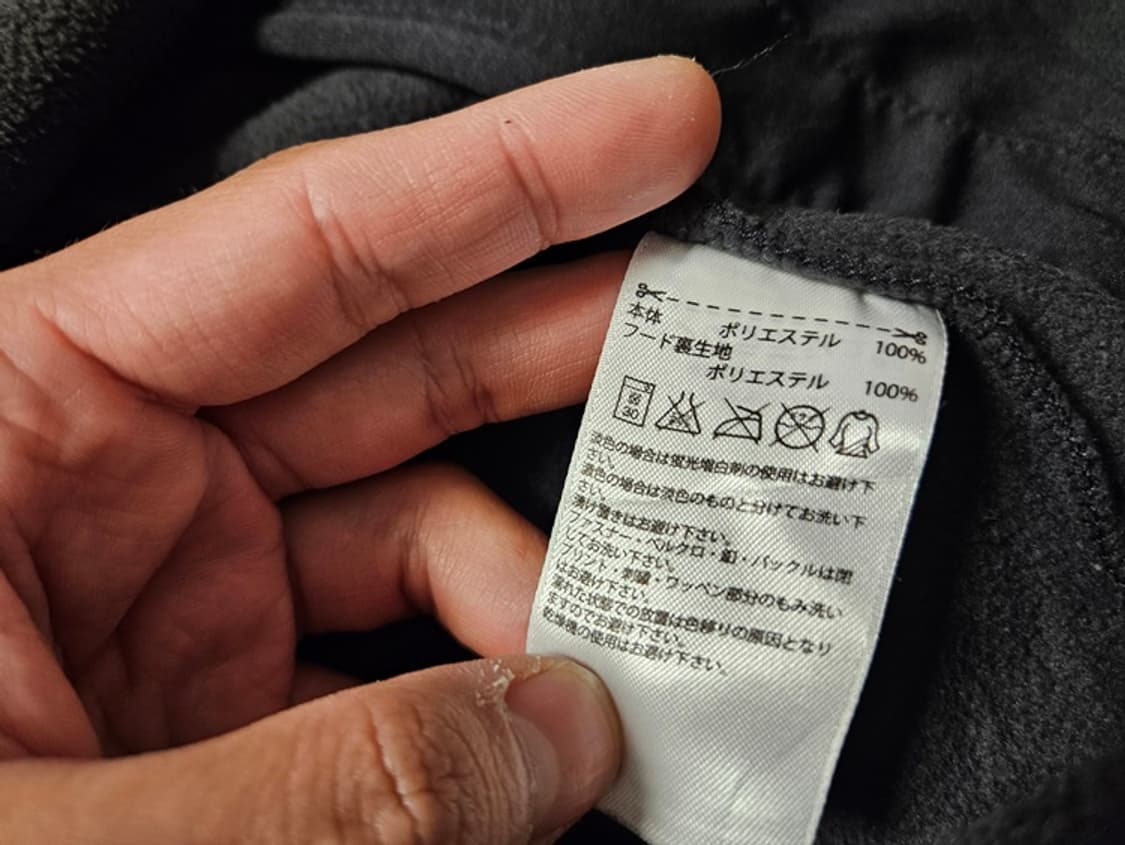 本体 ポリエステル 100%
フード裏生地
ポリエステル 100%
30
淡色の場合は蛍光増白剤の使用はお避け下
さい。
濃色の場合は淡色のものと分けてお洗い下
さい。
漬け置きはお避け下さい。
ファスナー・ベルクロ・釦・バックルは閉
してお洗い下さい。
プリント・刺繍・ワッペン部分のもみ洗い
はお避け下さい。
濡れた状態での放置は色移りの原因となり
ますのでお避け下さい。
乾燥機の使用はお避け下さい。